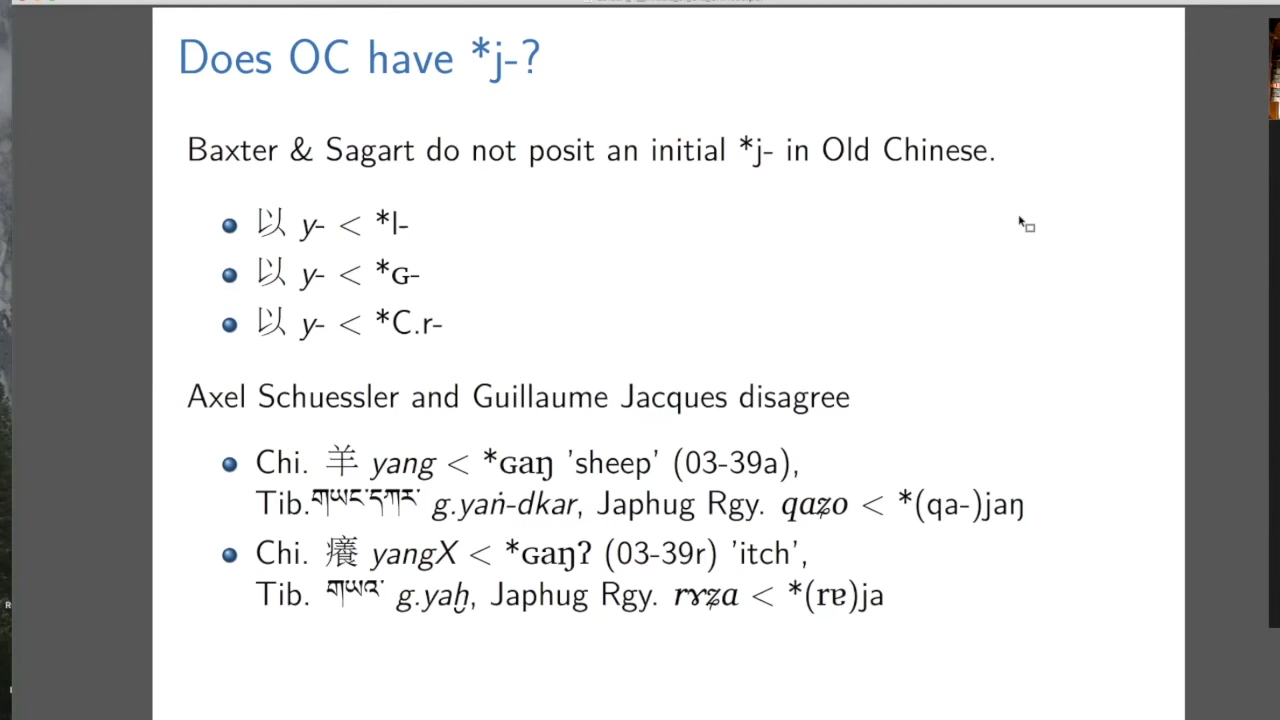 Does OC have *j-?
Baxter & Sagart do not posit an initial *j- in Old Chinese.
以 y- < *l-
以 y- < *ɢ-
以 y- < *C.r-
Axel Schuessler and Guillaume Jacques disagree
Chi. 羊 yang < *ɢaŋ 'sheep' (03-39a),
Tib.གཡང་དཀར་ g.yaṅ-dkar, Japhug Rgy. qaʑo < *(qa-)jaŋ
Chi. 癢 yangX < *ɢaŋʔ (03-39r) 'itch',
Tib. གཡའ་ g.yaḫ, Japhug Rgy. rɤʑa < *(rɐ)ja